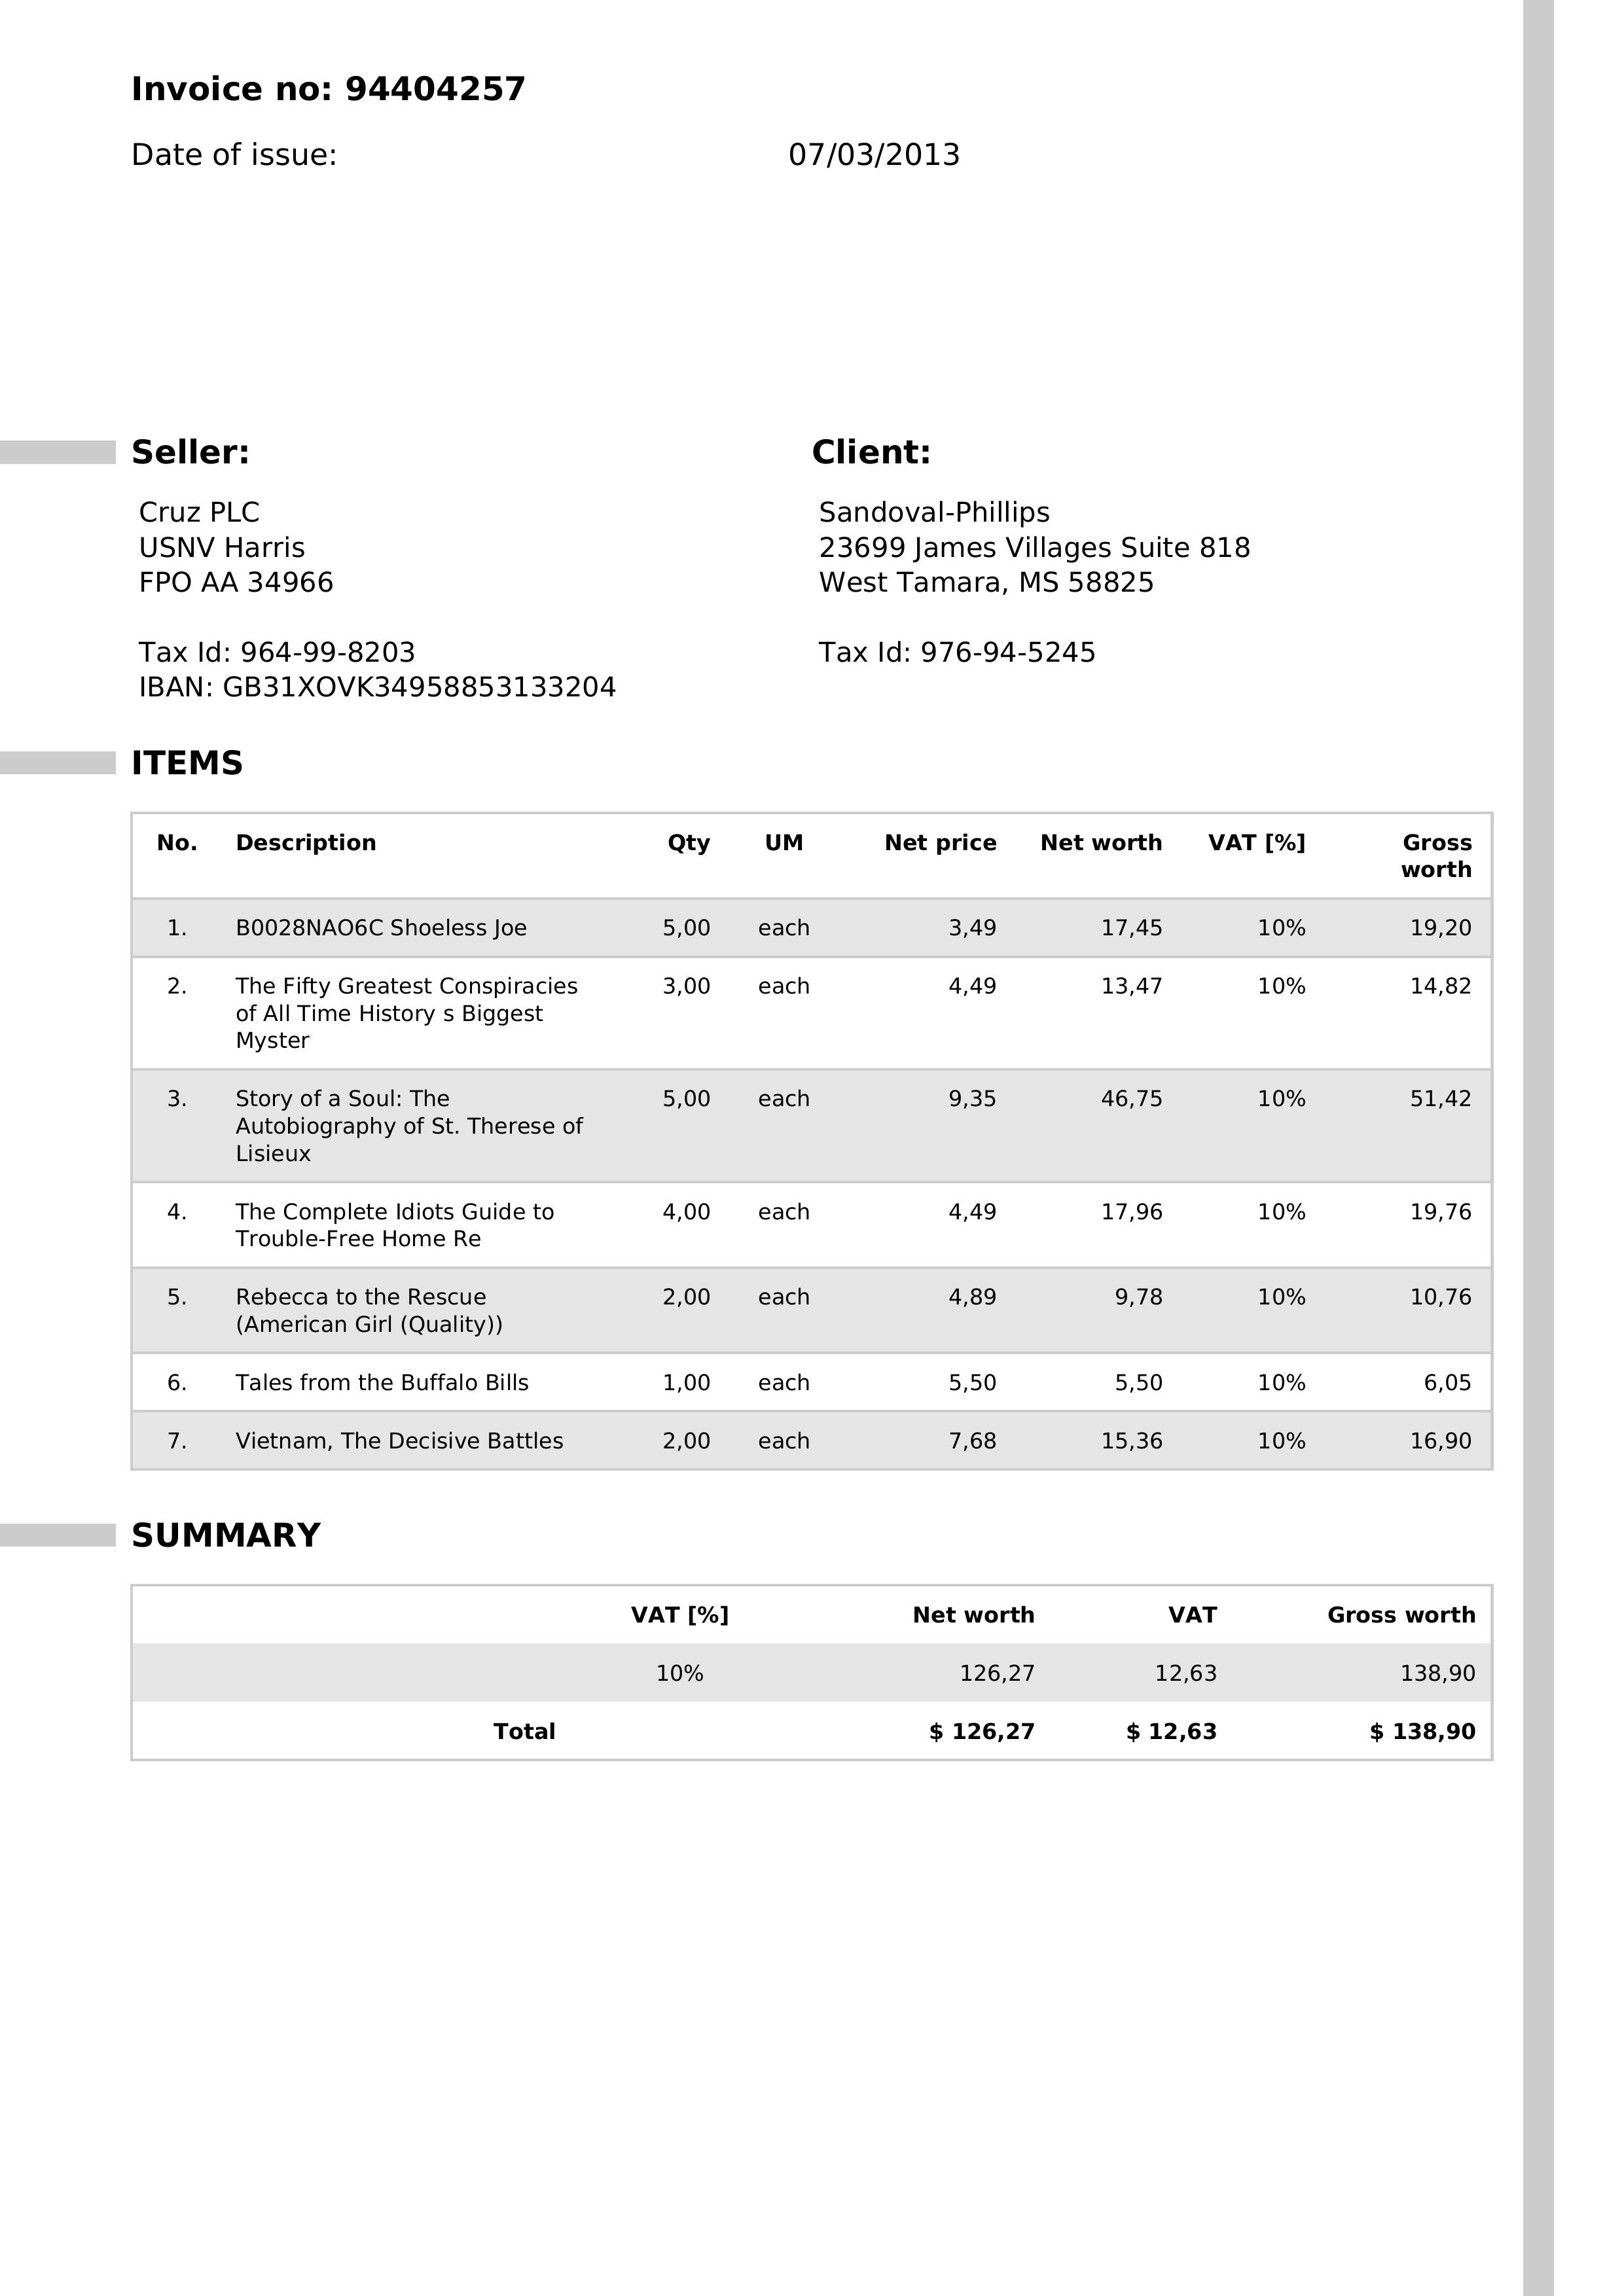 Invoice no: 94404257
Date of issue: 07/03/2013
Seller: Client:
Cruz PLC Sandoval-Phillips
USNV Harris 23699 James Villages Suite 818
FPO AA 34966 West Tamara, MS 58825
Tax Id: 964-99-8203 Tax Id: 976-94-5245
IBAN: GB31XOVK34958853133204
ITEMS
No. Description Qty UM Net price Net worth VAT [%] Gross
worth
1. B0028NAO6C Shoeless Joe 5,00 each 3,49 17,45 10% 19,20
2. The Fifty Greatest Conspiracies 3,00 each 4,49 13,47 10% 14,82
of All Time History s Biggest
Myster
3. Story of a Soul: The 5,00 each 9,35 46,75 10% 51,42
Autobiography of St. Therese of
Lisieux
4. The Complete Idiots Guide to 4,00 each 4,49 17,96 10% 19,76
Trouble-Free Home Re
5. Rebecca to the Rescue 2,00 each 4,89 9,78 10% 10,76
(American Girl (Quality))
6. Tales from the Buffalo Bills 1,00 each 5,50 5,50 10% 6,05
7. Vietnam, The Decisive Battles 2,00 each 7,68 15,36 10% 16,90
SUMMARY
VAT [%] Net worth VAT Gross worth
10% 126,27 12,63 138,90
Total $ 126,27 $ 12,63 $ 138,90